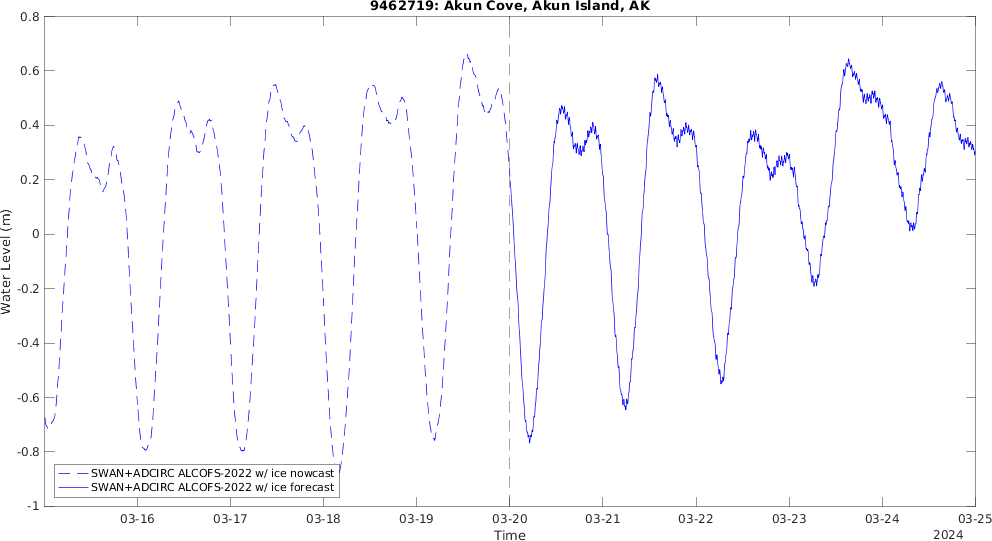 9462719: Akun Cove, Akun Island, AK
0.8
0.6
0.4
0.2
0
-0.2
-0.4
-0.6
-0.8
-1
Water Level (m)
SWAN+ADCIRC ALCOFS-2022 w/ ice nowcast
SWAN+ADCIRC ALCOFS-2022 w/ ice forecast
03-16 03-17 03-18 03-19 03-20 03-21 03-22 03-23 03-24 03-25
Time
2024